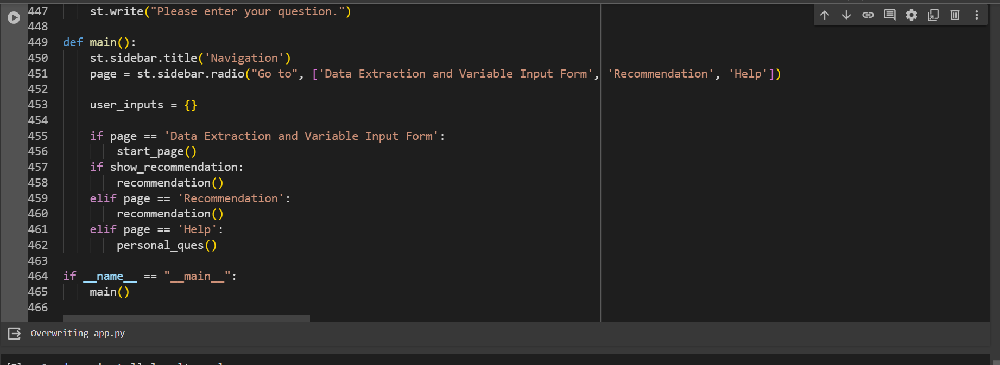 447 st.write("Please enter your question.")
448
449 def main():
450 st.sidebar.title('Navigation')
451 page = st.sidebar.radio("Go to", ['Data Extraction and Variable Input Form', 'Recommendation', 'Help'])
452
453 user_inputs = {}
454
455 if page == 'Data Extraction and Variable Input Form':
456 start_page()
457 if show_recommendation:
458 recommendation()
459 elif page == 'Recommendation':
460 recommendation()
461 elif page == 'Help':
462 personal_ques()
463
464 if __name__ == "__main__":
465 main()
466
Overwriting app.py